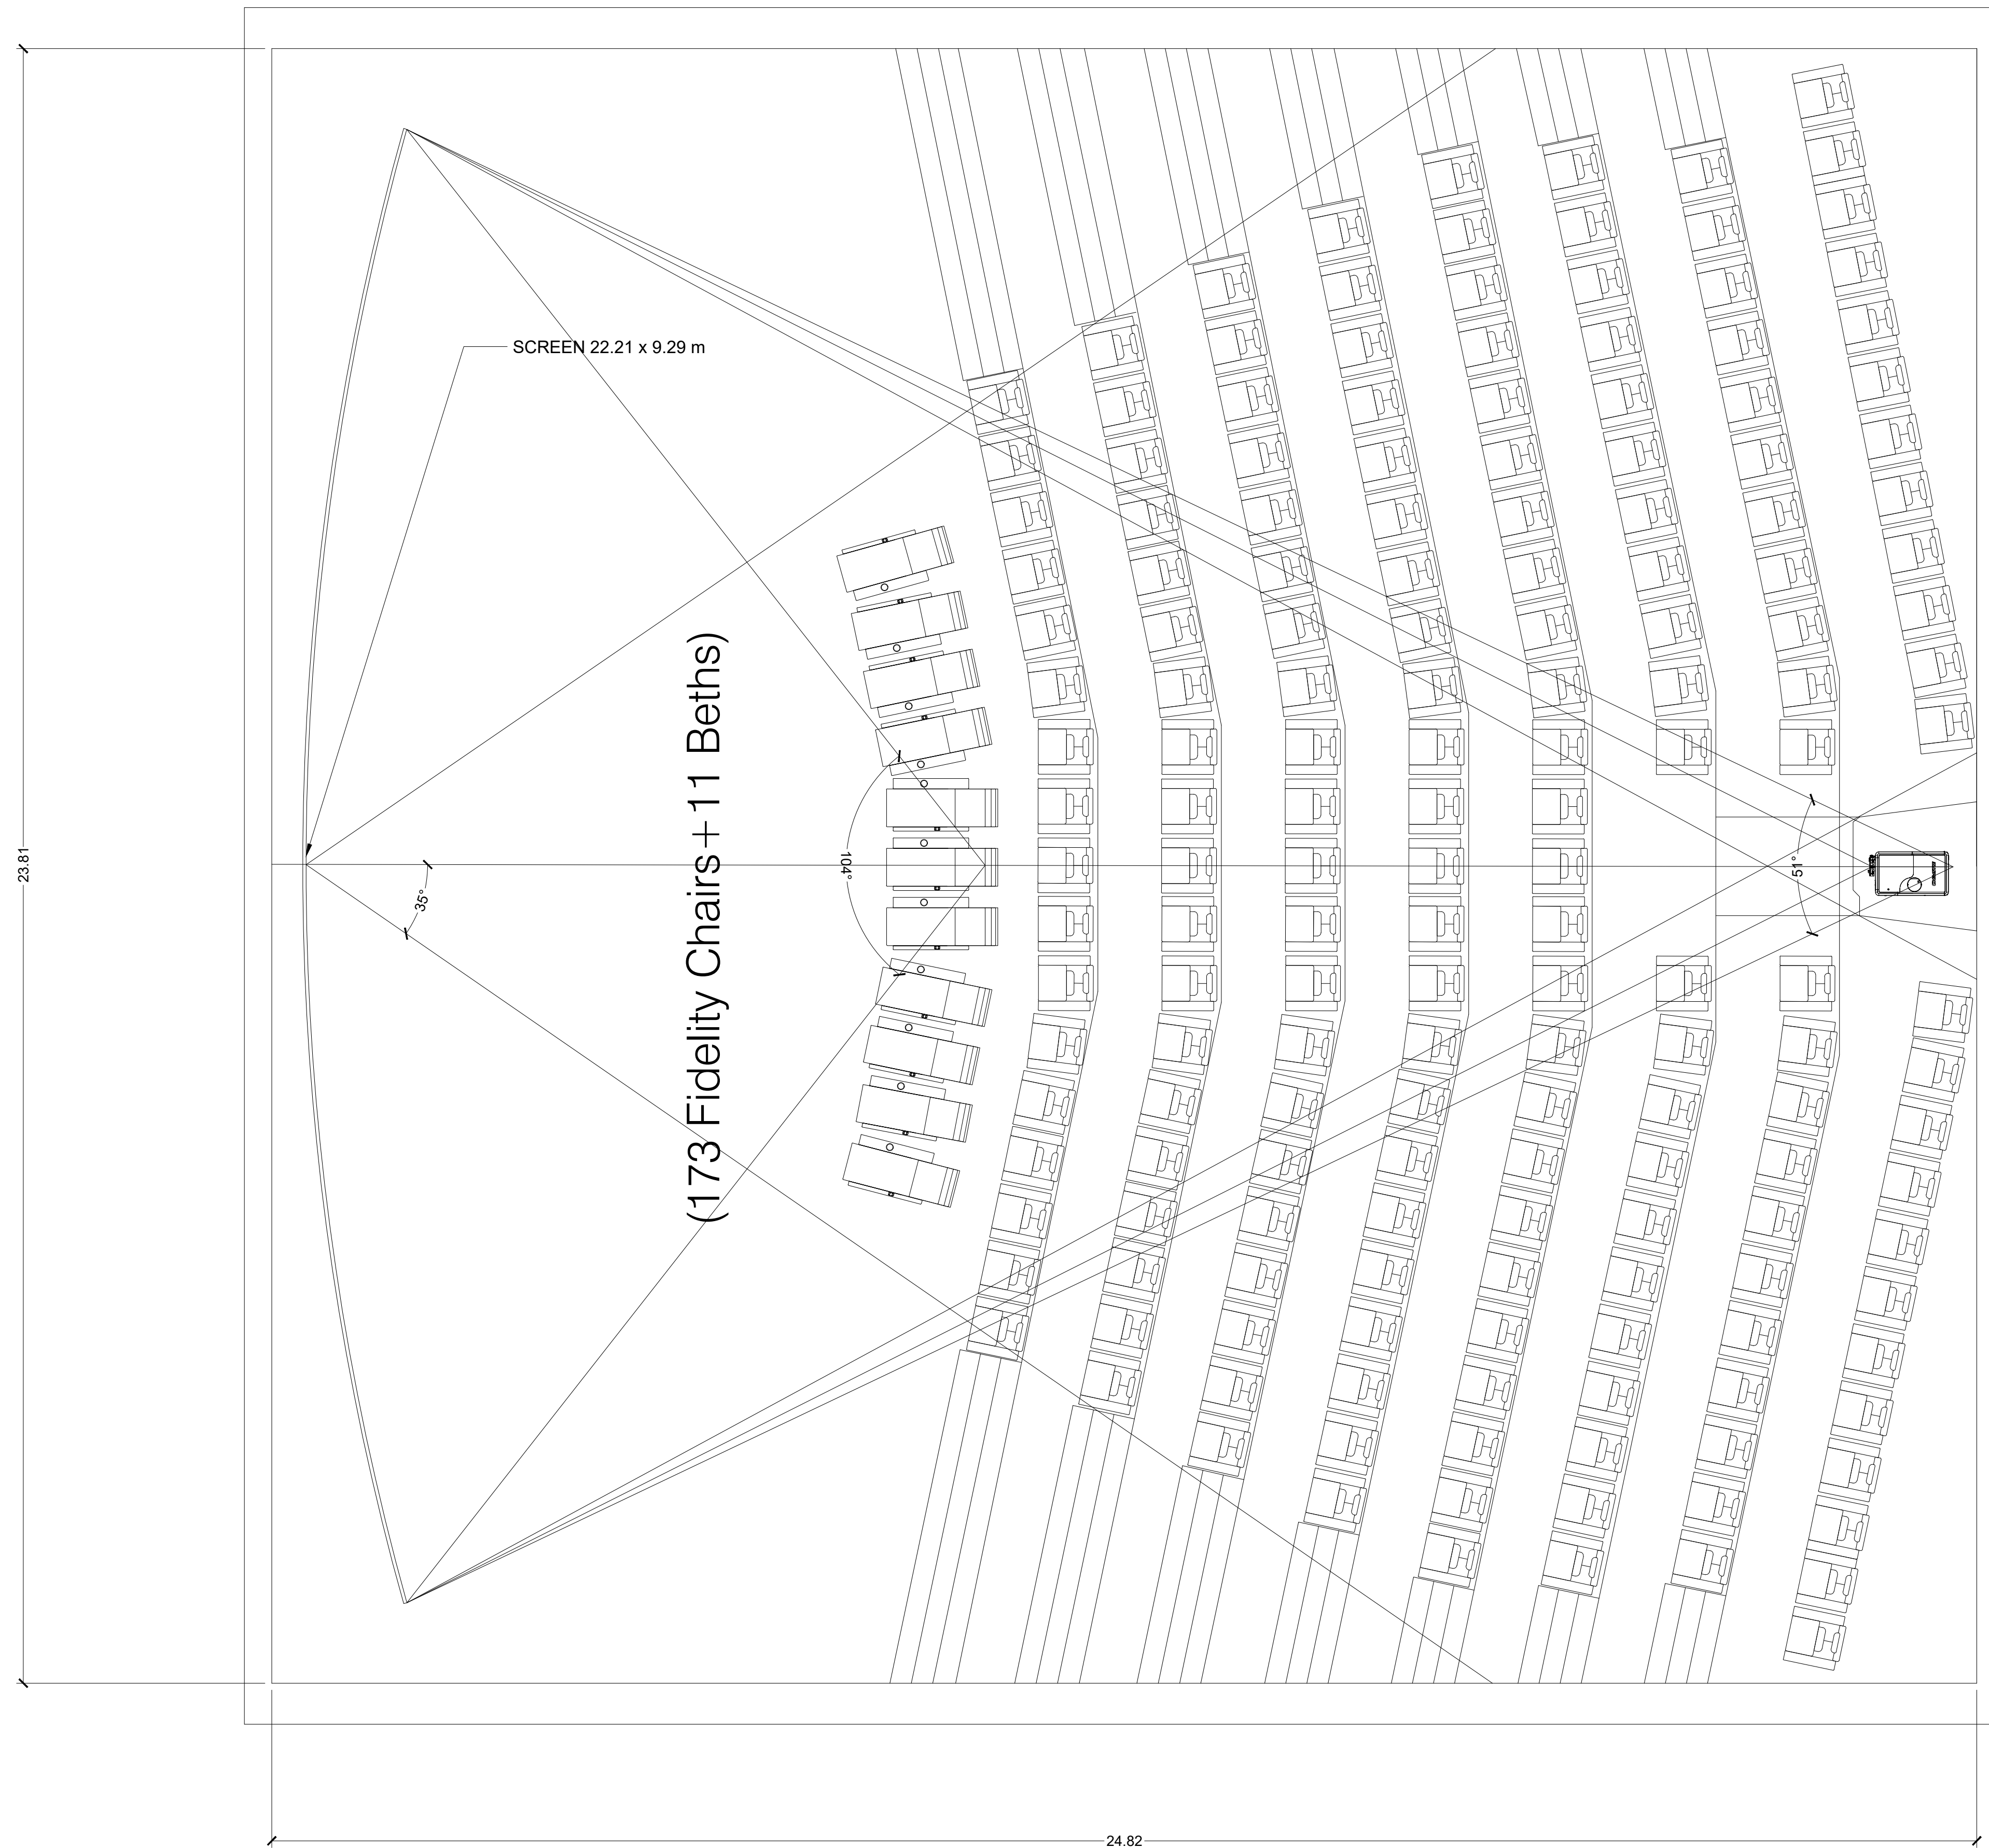 SCREEN 22.21 x 9.29 m
(173 Fidelity Chairs+11 Beths)
23.81
35°
104°
51°
24.82